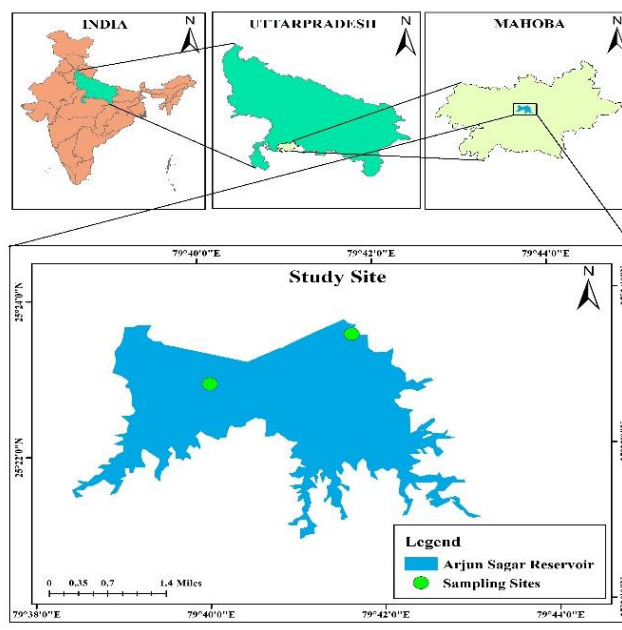 INDIA
N
UTTARPRADESH
N
MAHOBA
N
79°40'0"E
79°42'0"E
79°44'0"E
Study Site
N
25°24'0"N
25°22'0"N
Legend
Arjun Sagar Reservoir
Sampling Sites
0 0.35 0.7 1.4 Miles
79°38'0"E
79°40'0"E
79°42'0"E
79°44'0"E